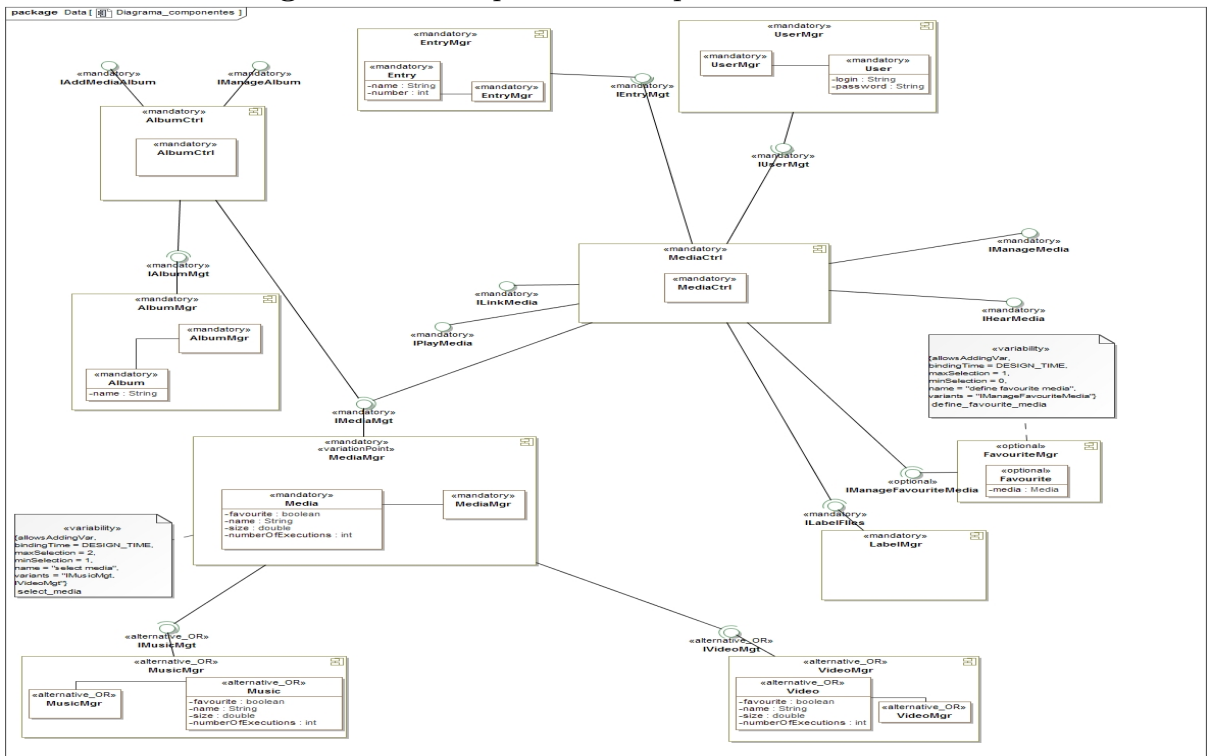 package Data [ Diagrama_componentes ]
«mandatory»
EntryMgr
«mandatory»
Entry
-name : String
-number : int
«mandatory»
EntryMgr
«mandatory»
UserMgr
«mandatory»
UserMgr
«mandatory»
User
-login : String
-password : String
«mandatory»
IAddMediaAlbum
«mandatory»
IManageAlbum
«mandatory»
IEntryMgt
«mandatory»
AlbumCtrl
«mandatory»
AlbumCtrl
«mandatory»
IUserMgt
«mandatory»
IAlbumMgt
«mandatory»
MediaCtrl
«mandatory»
MediaCtrl
«mandatory»
IManageMedia
«mandatory»
ILinkMedia
«mandatory»
IHearMedia
«mandatory»
IPlayMedia
«mandatory»
AlbumMgr
«mandatory»
AlbumMgr
«mandatory»
Album
-name : String
«variability»
{allowsAddingVar,
bindingTime = DESIGN_TIME,
maxSelection = 1,
minSelection = 0,
name = "define favourite media",
variants = "IManageFavouriteMedia"}
define_favourite_media
«mandatory»
IMediaMgt
«mandatory»
«variationPoint»
MediaMgr
«mandatory»
Media
-favourite : boolean
-name : String
-size : double
-numberOfExecutions : int
«mandatory»
MediaMgr
«optional»
FavouriteMgr
«optional»
Favourite
-media : Media
«optional»
IManageFavouriteMedia
«mandatory»
ILabelFiles
«mandatory»
LabelMgr
«variability»
{allowsAddingVar,
bindingTime = DESIGN_TIME,
maxSelection = 2,
minSelection = 1,
name = "select media",
variants = "IMusicMgt,
IVideoMgt"}
select_media
«alternative_OR»
IMusicMgt
«alternative_OR»
IVideoMgt
«alternative_OR»
MusicMgr
«alternative_OR»
MusicMgr
«alternative_OR»
Music
-favourite : boolean
-name : String
-size : double
-numberOfExecutions : int
«alternative_OR»
VideoMgr
«alternative_OR»
Video
-favourite : boolean
-name : String
-size : double
-numberOfExecutions : int
«alternative_OR»
VideoMgr